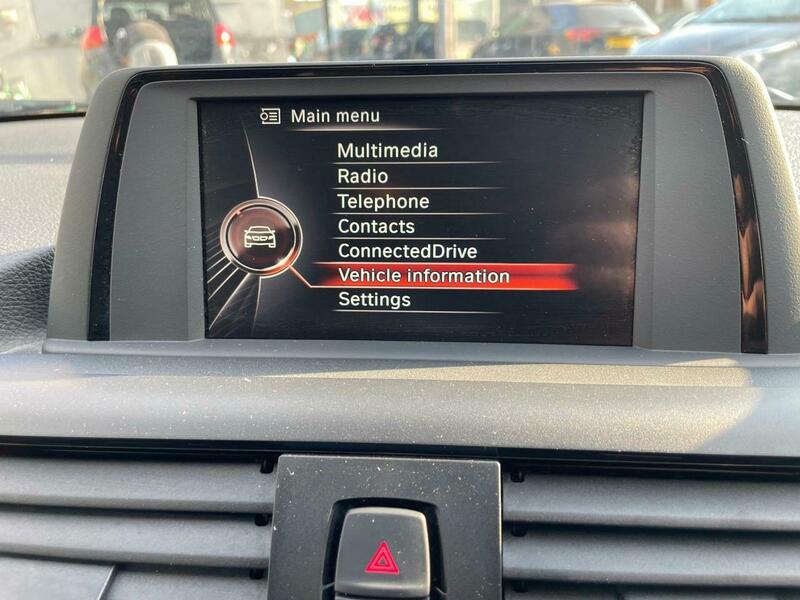 Main menu
Multimedia
Radio
Telephone
Contacts
ConnectedDrive
Vehicle information
Settings